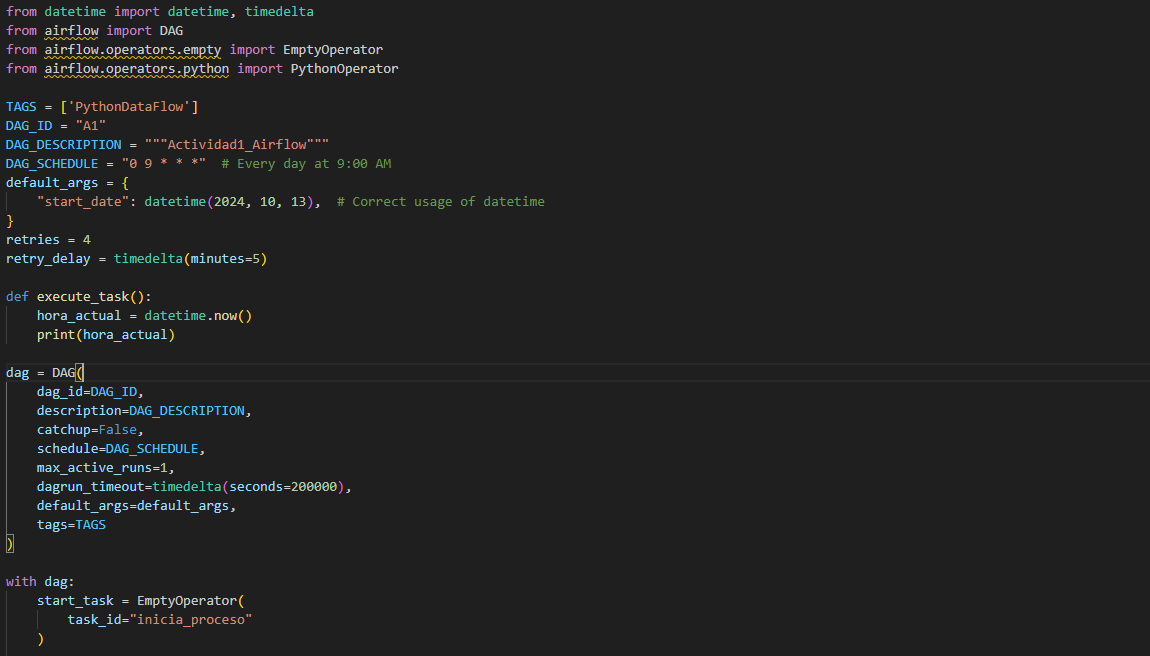 from datetime import datetime, timedelta
from airflow import DAG
from airflow.operators.empty import EmptyOperator
from airflow.operators.python import PythonOperator

TAGS = ['PythonDataFlow']
DAG_ID = "A1"
DAG_DESCRIPTION = """Actividad1_Airflow"""
DAG_SCHEDULE = "0 9 * * *"  # Every day at 9:00 AM
default_args = {
    "start_date": datetime(2024, 10, 13),  # Correct usage of datetime
}
retries = 4
retry_delay = timedelta(minutes=5)

def execute_task():
    hora_actual = datetime.now()
    print(hora_actual)

dag = DAG(
    dag_id=DAG_ID,
    description=DAG_DESCRIPTION,
    catchup=False,
    schedule=DAG_SCHEDULE,
    max_active_runs=1,
    dagrun_timeout=timedelta(seconds=200000),
    default_args=default_args,
    tags=TAGS
)

with dag:
    start_task = EmptyOperator(
        task_id="inicia_proceso"
    )